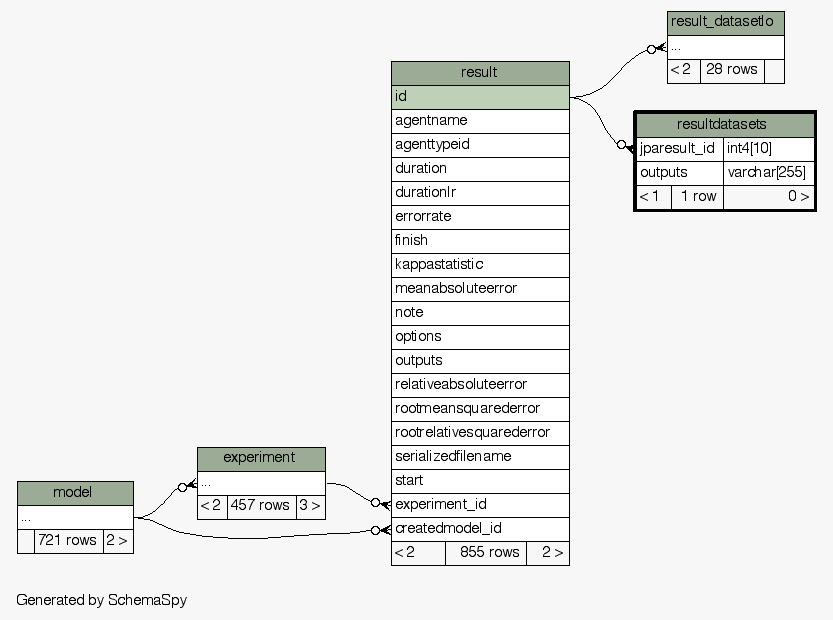 result_datasetlo
...
< 2 28 rows
resultdatasets
jparesult_id int4[10]
outputs varchar[255]
< 1 1 row 0 >
result
id
agentname
agenttypeid
duration
durationlr
errorrate
finish
kappastatistic
meanabsoluteerror
note
options
outputs
relativeabsoluteerror
rootmeansquarederror
rootrelativesquarederror
serializedfilename
start
experiment_id
createdmodel_id
< 2 855 rows 2 >
experiment
...
< 2 457 rows 3 >
model
...
721 rows 2 >
Generated by SchemaSpy